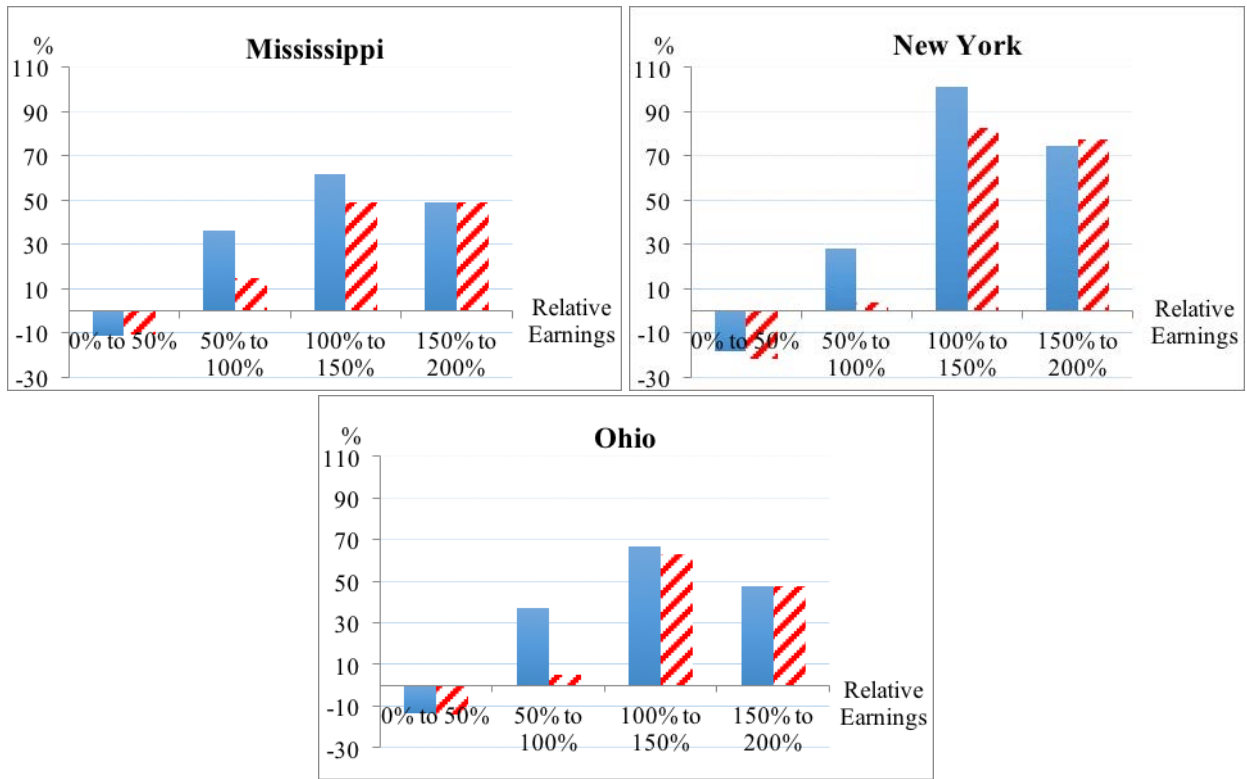 Mississippi
%
110
90
70
50
30
10
-10
-30
0% to 50%
50% to
100%
100% to
150%
150% to
200%
Relative
Earnings
New York
%
110
90
70
50
30
10
-10
-30
0% to 50%
50% to
100%
100% to
150%
150% to
200%
Relative
Earnings
Ohio
%
110
90
70
50
30
10
-10
-30
0% to 50%
50% to
100%
100% to
150%
150% to
200%
Relative
Earnings